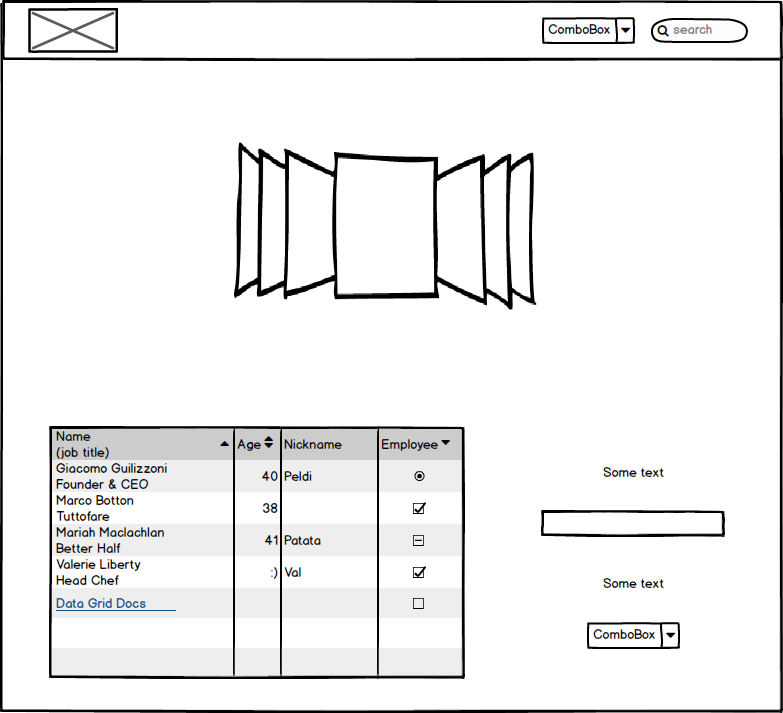 ComboBox
search
Name
(job title)
Age
Nickname
Employee
Giacomo Guilizzoni
Founder & CEO
40
Peldi
Marco Botton
Tuttofare
38
Mariah Maclachlan
Better Half
41
Patata
Valerie Liberty
Head Chef
:)
Val
Data Grid Docs
Some text
Some text
ComboBox